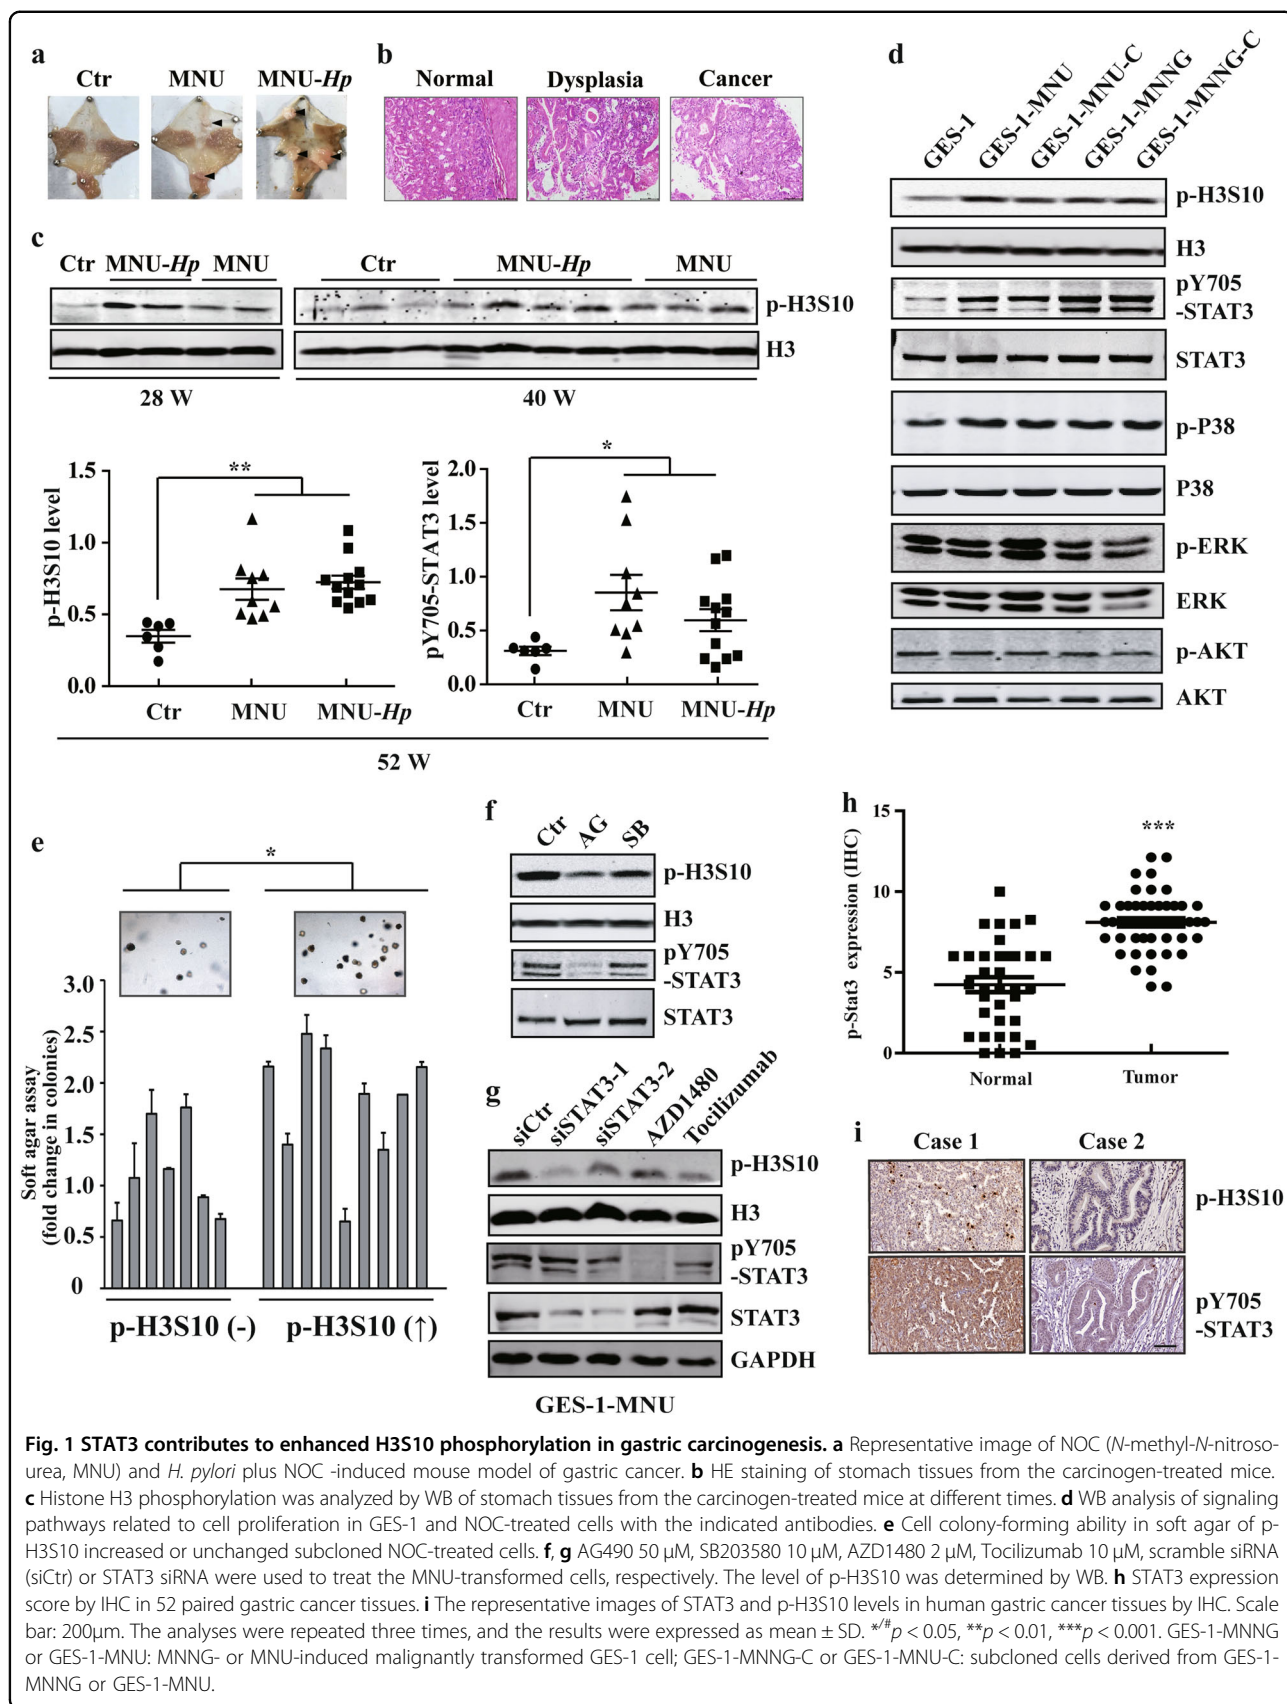 a
Ctr MNU MNU-Hp
b
Normal Dysplasia Cancer
c
Ctr MNU-Hp MNU Ctr MNU-Hp MNU
p-H3S10
H3
28 W 40 W
p-H3S10 level
1.5
1.0
0.5
0.0
Ctr MNU MNU-Hp
**
pY705-STAT3 level
2.0
1.5
1.0
0.5
0.0
Ctr MNU MNU-Hp
*
52 W
d
GES-1 GES-1-MNU GES-1-MNU-C GES-1-MNNG GES-1-MNNG-C
p-H3S10
H3
pY705
-STAT3
STAT3
p-P38
P38
p-ERK
ERK
p-AKT
AKT
e
*
Soft agar assay
(fold change in colonies)
3.0
2.5
2.0
1.5
1.0
0.5
0
p-H3S10 (-) p-H3S10 (↑)
f
Ctr AG SB
p-H3S10
H3
pY705
-STAT3
STAT3
g
siCtr siSTAT3-1 siSTAT3-2 AZD1480 Tocilizumab
p-H3S10
H3
pY705
-STAT3
STAT3
GAPDH
GES-1-MNU
h
p-Stat3 expression (IHC)
15
10
5
0
***
Normal Tumor
i
Case 1 Case 2
p-H3S10
pY705
-STAT3
Fig. 1 STAT3 contributes to enhanced H3S10 phosphorylation in gastric carcinogenesis. a Representative image of NOC (N-methyl-N-nitroso-
urea, MNU) and H. pylori plus NOC -induced mouse model of gastric cancer. b HE staining of stomach tissues from the carcinogen-treated mice.
c Histone H3 phosphorylation was analyzed by WB of stomach tissues from the carcinogen-treated mice at different times. d WB analysis of signaling
pathways related to cell proliferation in GES-1 and NOC-treated cells with the indicated antibodies. e Cell colony-forming ability in soft agar of p-
H3S10 increased or unchanged subcloned NOC-treated cells. f, g AG490 50 μM, SB203580 10 μM, AZD1480 2 μM, Tocilizumab 10 μM, scramble siRNA
(siCtr) or STAT3 siRNA were used to treat the MNU-transformed cells, respectively. The level of p-H3S10 was determined by WB. h STAT3 expression
score by IHC in 52 paired gastric cancer tissues. i The representative images of STAT3 and p-H3S10 levels in human gastric cancer tissues by IHC. Scale
bar: 200μm. The analyses were repeated three times, and the results were expressed as mean ± SD. */#p < 0.05, **p < 0.01, ***p < 0.001. GES-1-MNNG
or GES-1-MNU: MNNG- or MNU-induced malignantly transformed GES-1 cell; GES-1-MNNG-C or GES-1-MNU-C: subcloned cells derived from GES-1-
MNNG or GES-1-MNU.